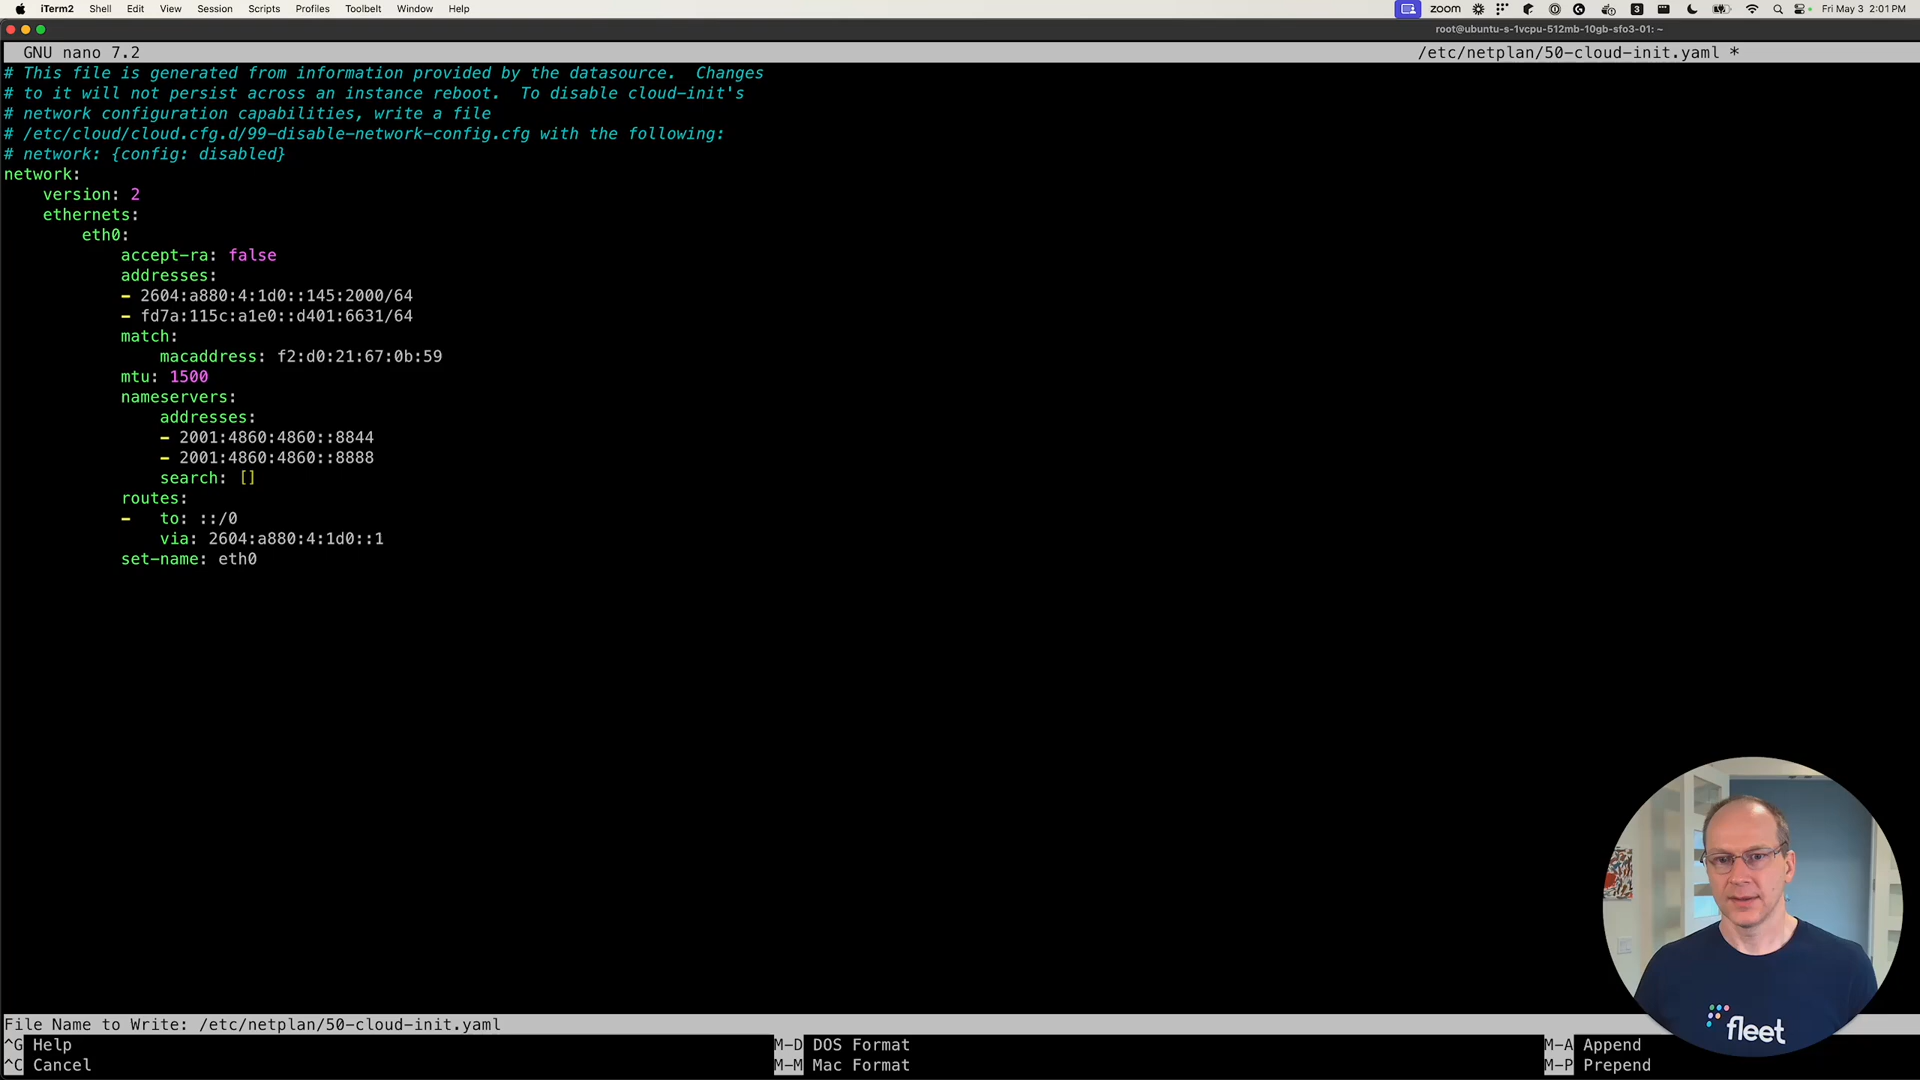 iTerm2 Shell Edit View Session Scripts Profiles Toolbelt Window Help zoom 3 Fri May 3 2:01 PM
root@ubuntu-s-1vcpu-512mb-10gb-sfo3-01: ~
GNU nano 7.2 /etc/netplan/50-cloud-init.yaml *
# This file is generated from information provided by the datasource.  Changes
# to it will not persist across an instance reboot.  To disable cloud-init's
# network configuration capabilities, write a file
# /etc/cloud/cloud.cfg.d/99-disable-network-config.cfg with the following:
# network: {config: disabled}
network:
    version: 2
    ethernets:
        eth0:
            accept-ra: false
            addresses:
            - 2604:a880:4:1d0::145:2000/64
            - fd7a:115c:a1e0::d401:6631/64
            match:
                macaddress: f2:d0:21:67:0b:59
            mtu: 1500
            nameservers:
                addresses:
                - 2001:4860:4860::8844
                - 2001:4860:4860::8888
                search: []
            routes:
            -   to: ::/0
                via: 2604:a880:4:1d0::1
            set-name: eth0
fleet
File Name to Write: /etc/netplan/50-cloud-init.yaml
^G Help M-D DOS Format M-A Append
^C Cancel M-M Mac Format M-P Prepend